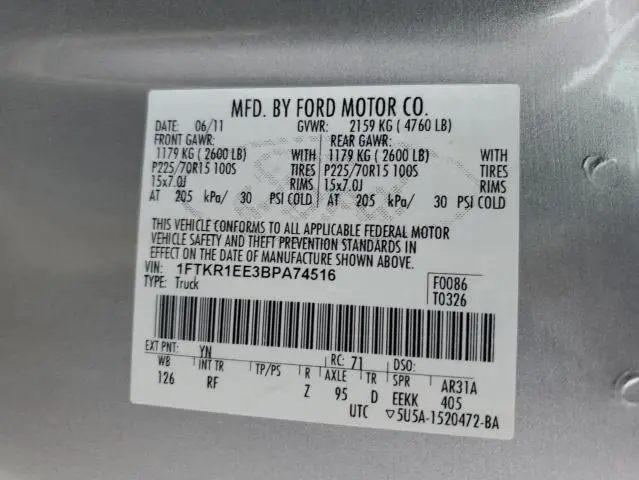 MFD. BY FORD MOTOR CO.
DATE: 06/11 GVWR: 2159 KG ( 4760 LB)
FRONT GAWR: REAR GAWR:
1179 KG ( 2600 LB) WITH 1179 KG ( 2600 LB) WITH
P225/70R15 100S TIRES P225/70R15 100S TIRES
15x7.0J RIMS 15x7.0J RIMS
AT 205 kPa/ 30 PSI COLD AT 205 kPa/ 30 PSI COLD
THIS VEHICLE CONFORMS TO ALL APPLICABLE FEDERAL MOTOR
VEHICLE SAFETY AND THEFT PREVENTION STANDARDS IN EFFECT
ON THE DATE OF MANUFACTURE SHOWN ABOVE.
VIN: 1FTKR1EE3BPA74516 F0086
TYPE: Truck T0326
EXT PNT: YN RC: 71 DSO:
WB INT TR TP/PS R AXLE TR SPR AR31A
126 RF Z 95 D EEKK 405
UTC ▽5U5A-1520472-BA